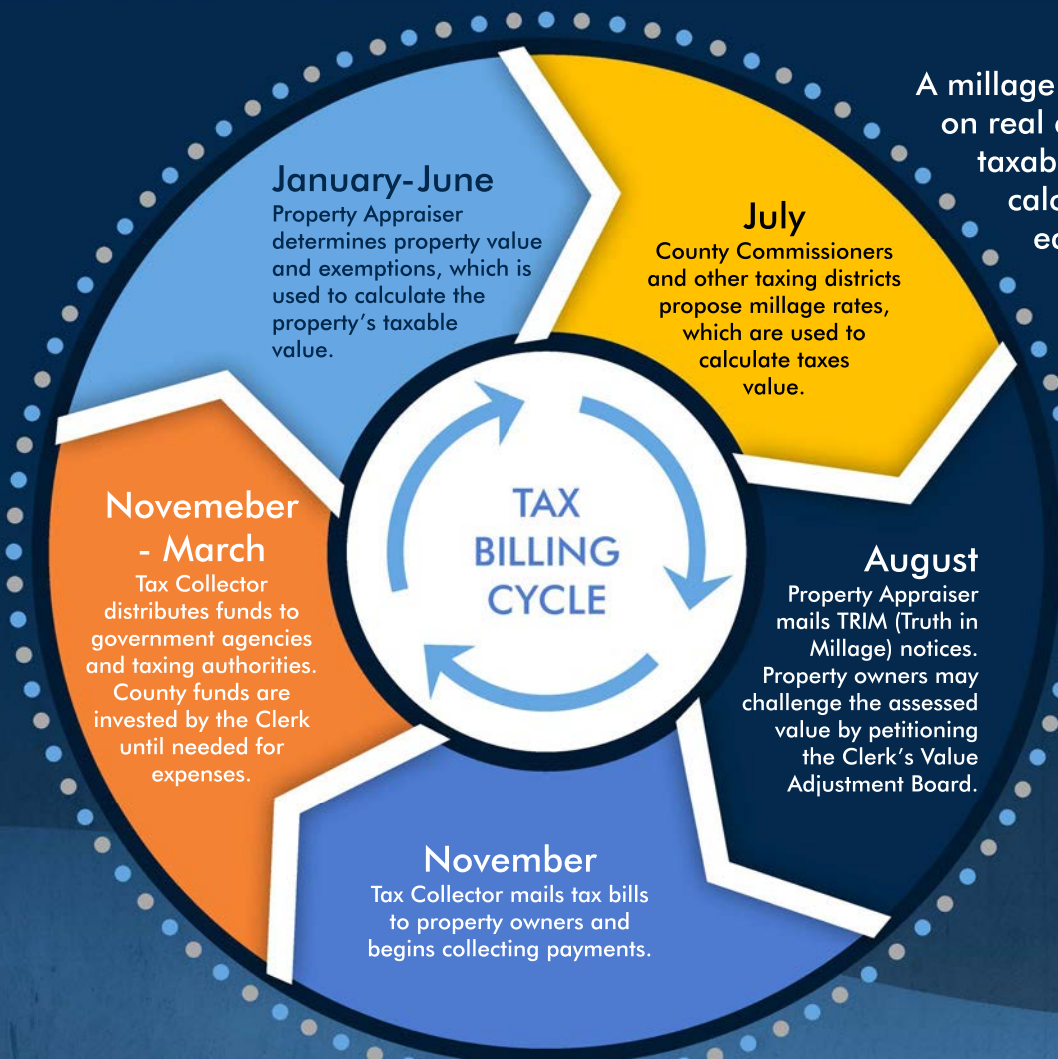 January-June
Property Appraiser
determines property value
and exemptions, which is
used to calculate the
property's taxable
value.
July
County Commissioners
and other taxing districts
propose millage rates,
which are used to
calculate taxes
value.
A millage
on real
taxab
calc
August
Property Appraiser
mails TRIM (Truth in
Millage) notices.
Property owners may
challenge the assessed
value by petitioning
the Clerk's Value
Adjustment Board.
November
Tax Collector mails tax bills
to property owners and
begins collecting payments.
Novemeber
- March
Tax Collector
distributes funds to
government agencies
and taxing authorities.
County funds are
invested by the Clerk
until needed for
expenses.
TAX
BILLING
CYCLE